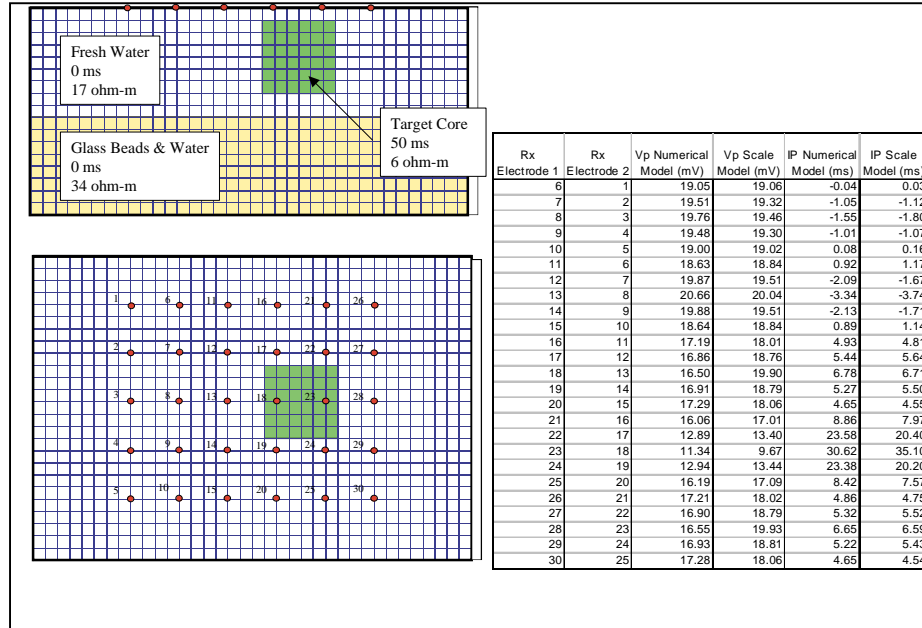 Fresh Water
0 ms
17 ohm-m
Glass Beads & Water
0 ms
34 ohm-m
Target Core
50 ms
6 ohm-m
1 6 11 16 21 26
2 7 12 17 22 27
3 8 13 18 23 28
4 9 14 19 24 29
5 10 15 20 25 30
Rx Rx Vp Numerical Vp Scale IP Numerical IP Scale
Electrode 1 Electrode 2 Model (mV) Model (mV) Model (ms) Model (ms)
6 1 19.05 19.06 -0.04 0.03
7 2 19.51 19.32 -1.05 -1.12
8 3 19.76 19.46 -1.55 -1.80
9 4 19.48 19.30 -1.01 -1.07
10 5 19.00 19.02 0.08 0.16
11 6 18.63 18.84 0.92 1.17
12 7 19.87 19.51 -2.09 -1.67
13 8 20.66 20.04 -3.34 -3.74
14 9 19.88 19.51 -2.13 -1.71
15 10 18.64 18.84 0.89 1.14
16 11 17.19 18.01 4.93 4.81
17 12 16.86 18.76 5.44 5.64
18 13 16.50 19.90 6.78 6.71
19 14 16.91 18.79 5.27 5.50
20 15 17.29 18.06 4.65 4.55
21 16 16.06 17.01 8.86 7.97
22 17 12.89 13.40 23.58 20.40
23 18 11.34 9.67 30.62 35.10
24 19 12.94 13.44 23.38 20.20
25 20 16.19 17.09 8.42 7.57
26 21 17.21 18.02 4.86 4.75
27 22 16.90 18.79 5.32 5.52
28 23 16.55 19.93 6.65 6.59
29 24 16.93 18.81 5.22 5.43
30 25 17.28 18.06 4.65 4.54